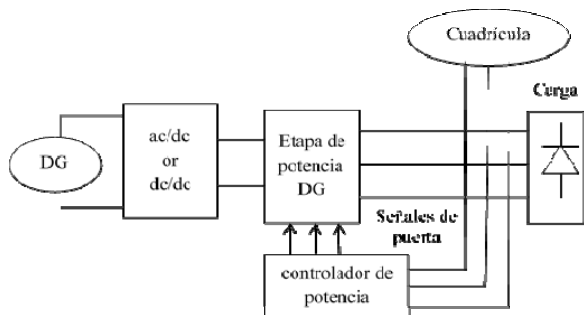 Cuadrícula
Carga
ac/dc
or
dc/dc
DG
Etapa de
potencia
DG
Señales de
puerta
controlador de
potencia